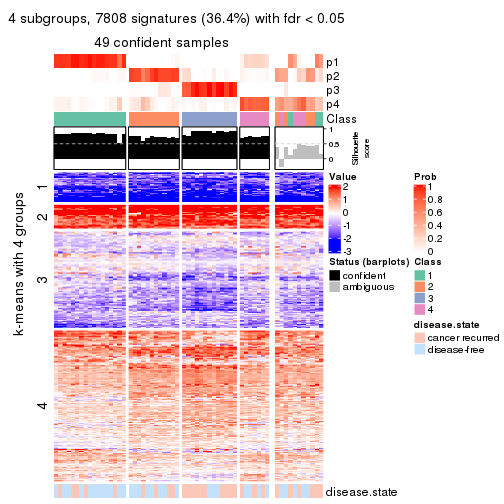 4 subgroups, 7808 signatures (36.4%) with fdr < 0.05
49 confident samples
p1
p2
p3
p4
Class
1
0.5
0
Silhouette
score
k-means with 4 groups
1
2
3
4
disease.state
Value
2
1
0
-1
-2
-3
Prob
1
0.8
0.6
0.4
0.2
0
Status (barplots)
confident
ambiguous
Class
1
2
3
4
disease.state
cancer recurred
disease-free